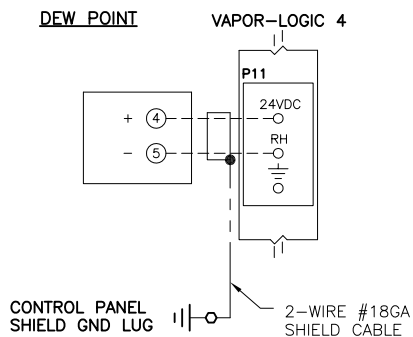 DEW POINT
VAPOR-LOGIC 4
P11
24VDC
+ 4
RH
- 5
CONTROL PANEL
SHIELD GND LUG
2-WIRE #18GA
SHIELD CABLE